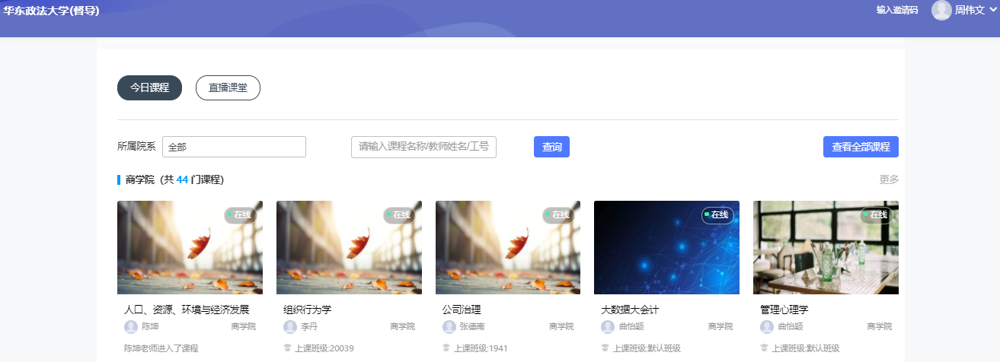 华东政法大学(督导)
输入邀请码 周伟文
今日课程 直播课堂
所属院系 全部 请输入课程名称/教师姓名/工号 查询 查看全部课程
商学院 (共 44 门课程) 更多
在线 在线 在线 在线 在线
人口、资源、环境与经济发展 组织行为学 公司治理 大数据大会计 管理心理学
陈坤 商学院 李丹 商学院 张德南 商学院 曲怡颖 商学院 曲怡颖 商学院
陈坤老师进入了课程 上课班级:20039 上课班级:1941 上课班级:默认班级 上课班级:默认班级